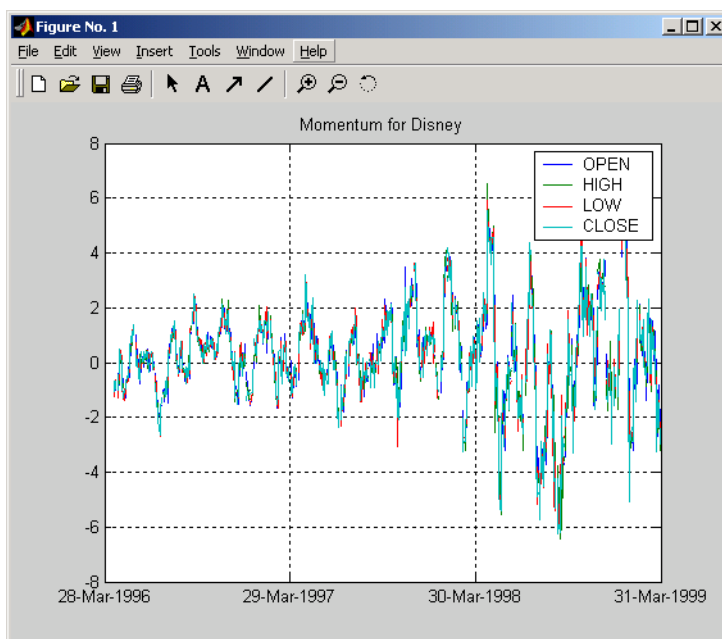 Figure No. 1
File Edit View Insert Tools Window Help
A
Momentum for Disney
8
6
4
2
0
-2
-4
-6
-8
OPEN
HIGH
LOW
CLOSE
28-Mar-1996 29-Mar-1997 30-Mar-1998 31-Mar-1999